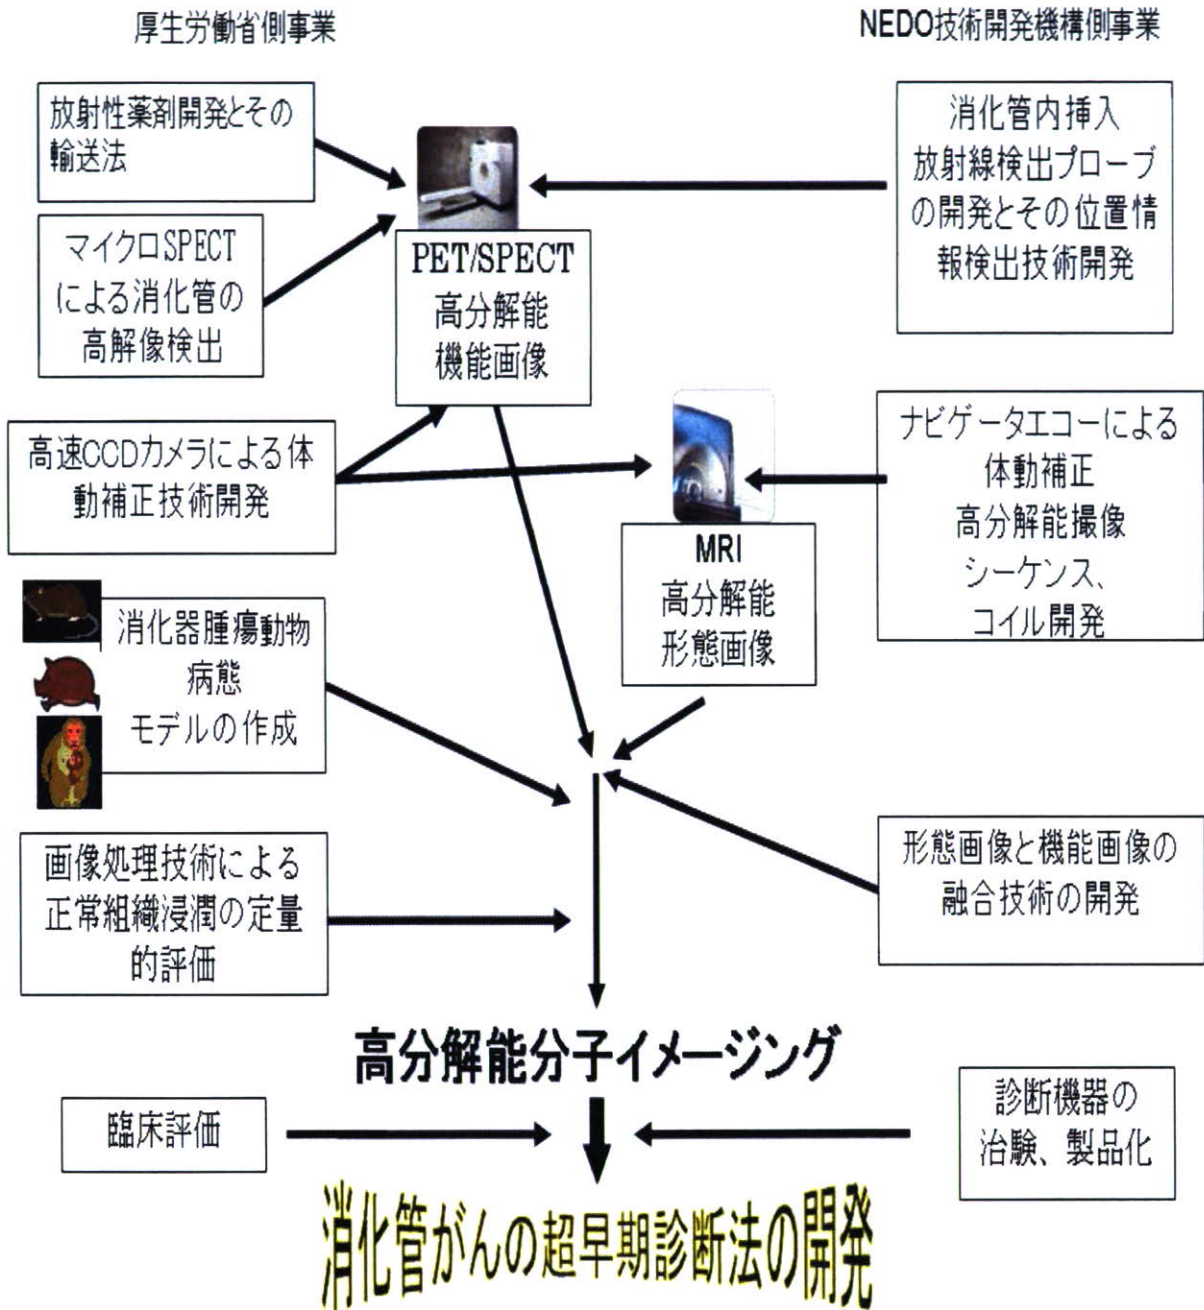 厚生労働省側事業
NEDO技術開発機構側事業
放射性薬剤開発とその
輸送法
マイクロSPECT
による消化管の
高解像検出
高速CCDカメラによる体
動補正技術開発
消化器腫瘍動物
病態
モデルの作成
画像処理技術による
正常組織浸潤の定量
的評価
PET/SPECT
高分解能
機能画像
MRI
高分解能
形態画像
消化管内挿入
放射線検出プローブ
の開発とその位置情
報検出技術開発
ナビゲータエコーによる
体動補正
高分解能撮像
シーケンス、
コイル開発
形態画像と機能画像の
融合技術の開発
高分解能分子イメージング
臨床評価
診断機器の
治験、製品化
消化管がんの超早期診断法の開発